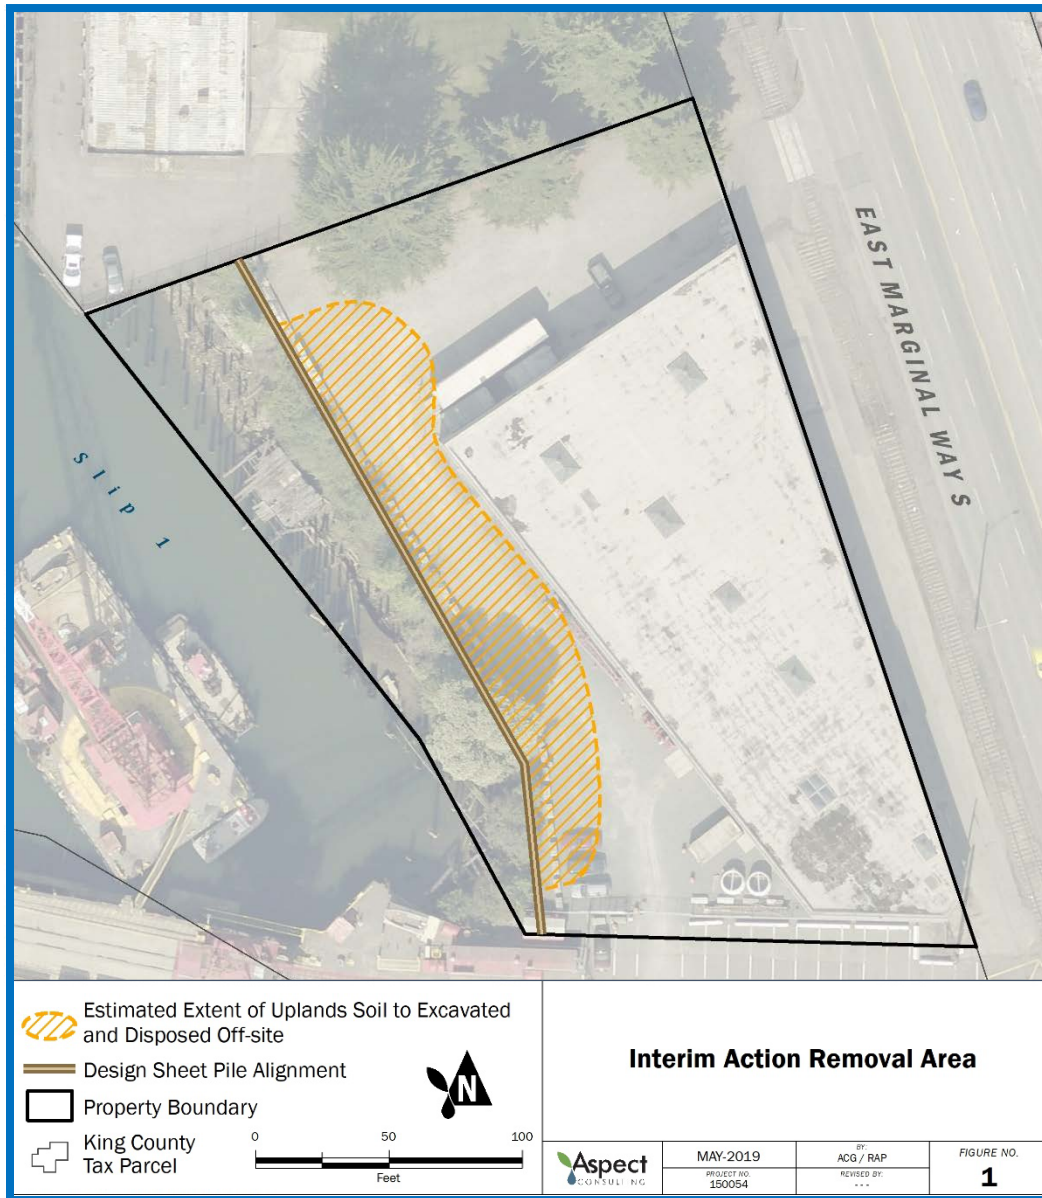 EAST MARGINAL WAY S
Slip 1
Estimated Extent of Uplands Soil to Excavated
and Disposed Off-site
Design Sheet Pile Alignment
Property Boundary
King County
Tax Parcel
N
0 50 100
Feet
Interim Action Removal Area
Aspect
CONSULTING
MAY-2019
PROJECT NO.
150054
BY:
ACG / RAP
REVISED BY:
- - -
FIGURE NO.
1